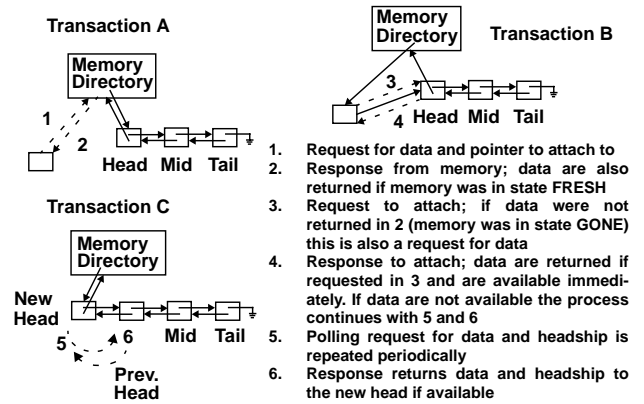 Transaction A
Memory
Directory
1
2
Head Mid Tail
Memory
Directory
Transaction B
3
4
Head Mid Tail
Transaction C
Memory
Directory
New
Head
Mid Tail
5
6
Prev.
Head
1. Request for data and pointer to attach to
2. Response from memory; data are also
returned if memory was in state FRESH
3. Request to attach; if data were not
returned in 2 (memory was in state GONE)
this is also a request for data
4. Response to attach; data are returned if
requested in 3 and are available immedi-
ately. If data are not available the process
continues with 5 and 6
5. Polling request for data and headship is
repeated periodically
6. Response returns data and headship to
the new head if available